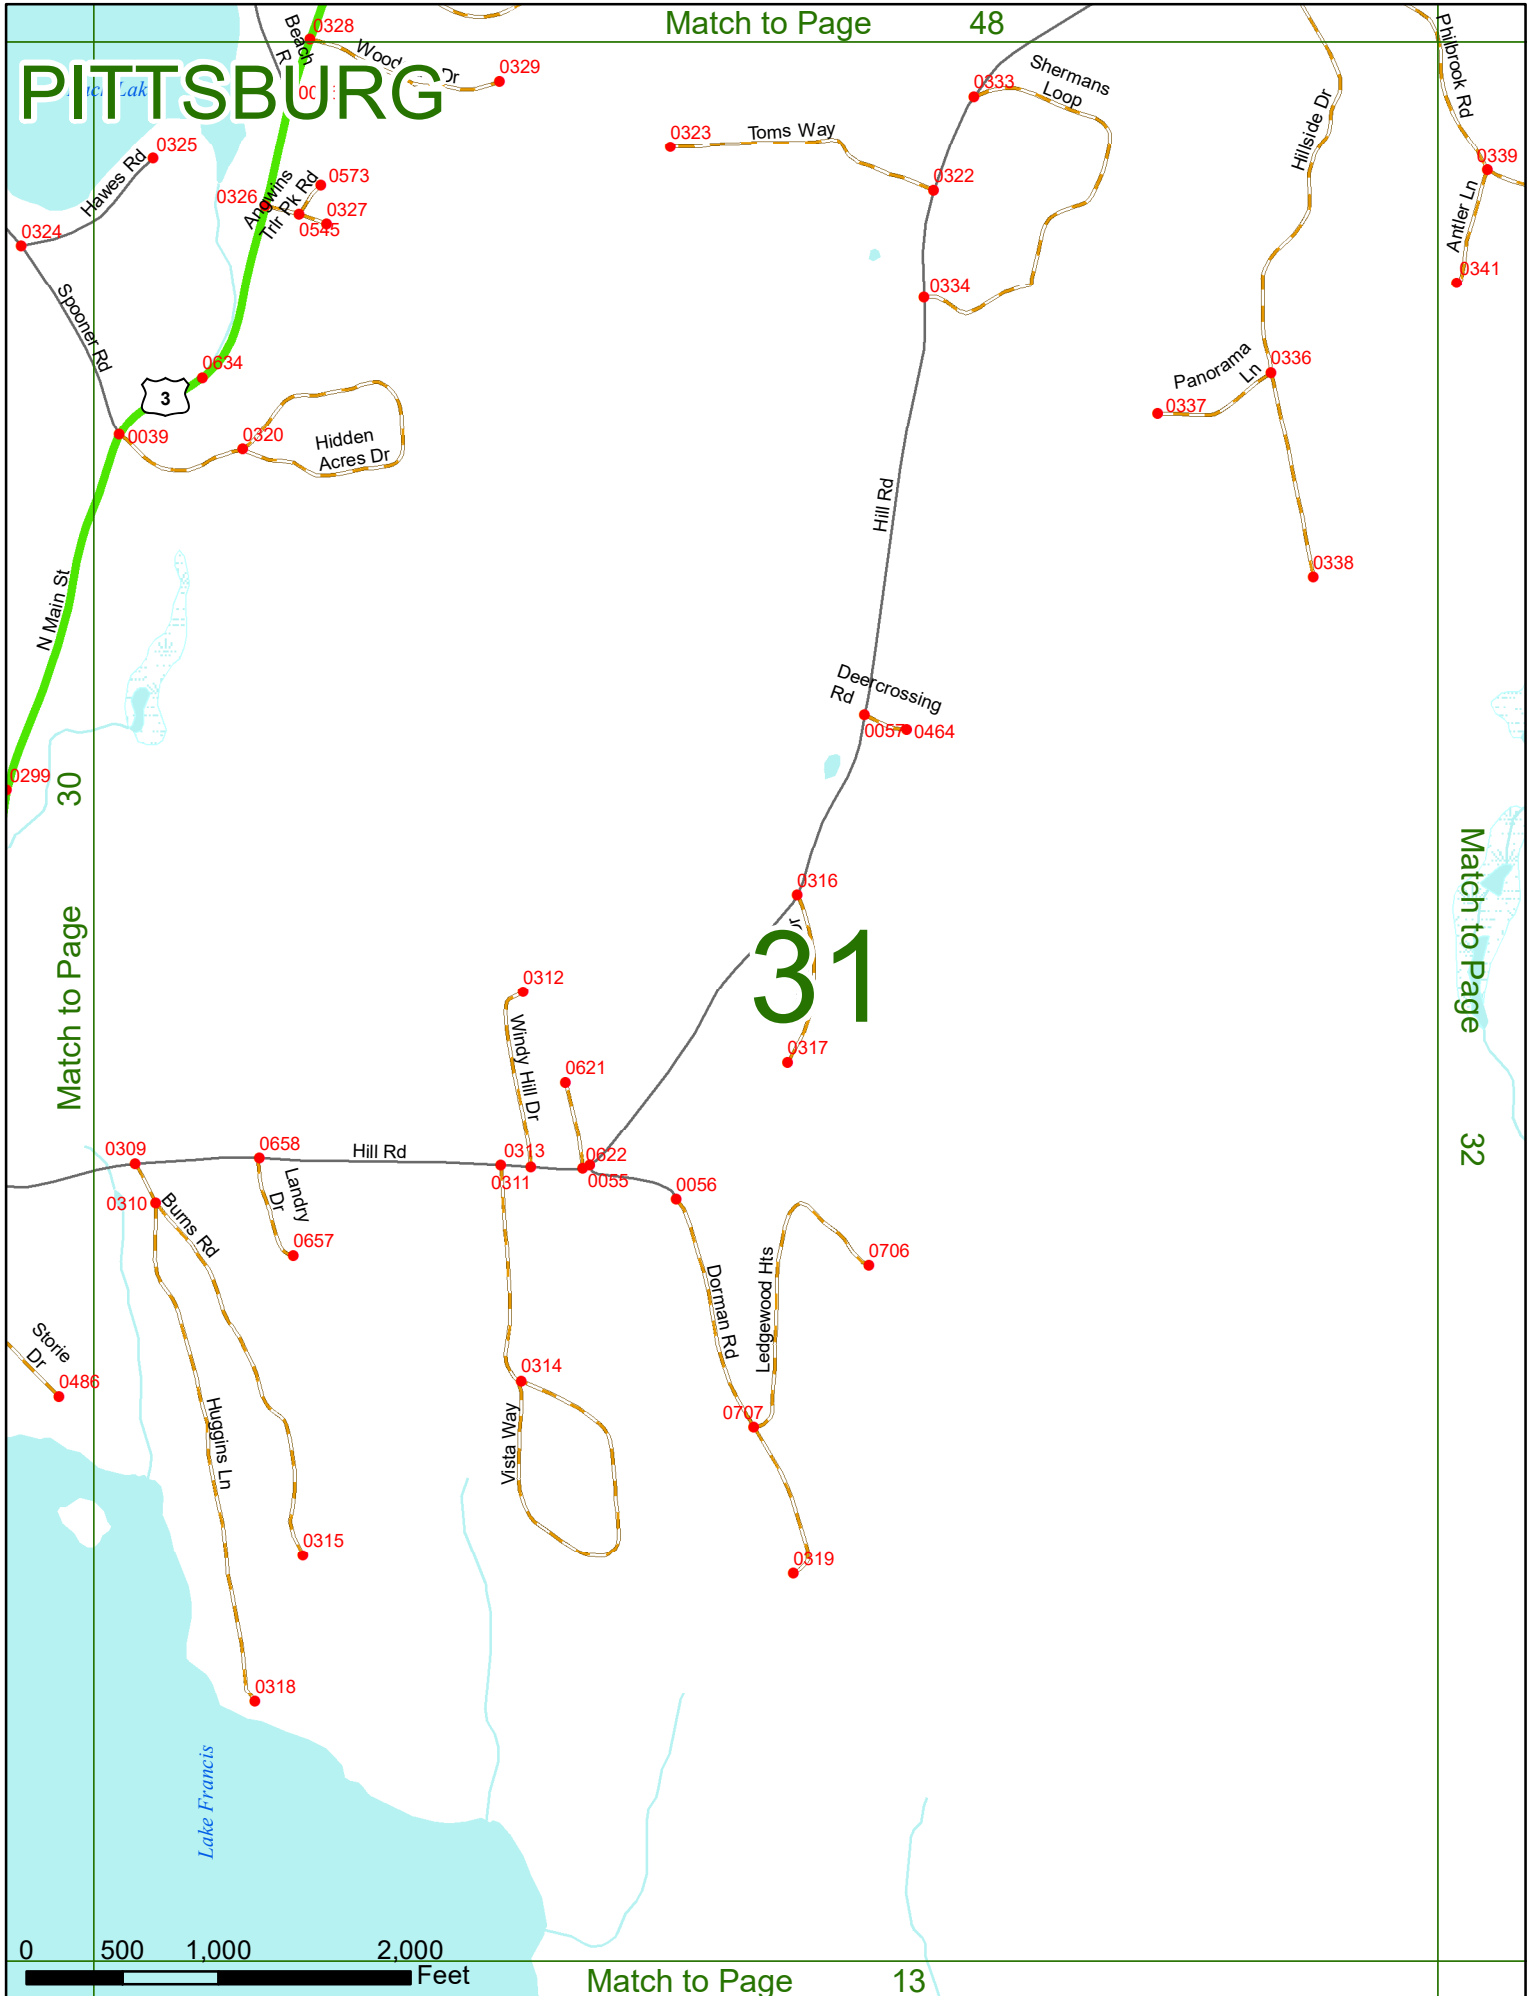 Match to Page 48
PITTSBURG
Beach
0328
0329
Shermans
Loop
0333
Philbrook Rd
Hillside Dr
0323
Toms Way
0322
0339
Antler Ln
0341
0325
Hawes Rd
0324
0326
Angwins
Trlr Pk Rd
0573
0327
0545
Spooner Rd
0634
3
0039
0320
Hidden
Acres Dr
0334
Panorama
Ln
0336
0337
Hill Rd
0338
N Main St
Deercrossing
Rd
0057
0464
0299
30
Match to Page
Match to Page
32
0316
31
0317
0312
Windy Hill Dr
0621
0309
0658
Hill Rd
0313
0311
0622
0055
0310
Burns Rd
Landry
Dr
0657
0056
0706
Dorman Rd
Ledgewood Hts
Storie
Dr
0486
Huggins Ln
0314
Vista Way
0707
0315
0319
0318
Lake Francis
0 500 1,000 2,000
Feet
Match to Page 13